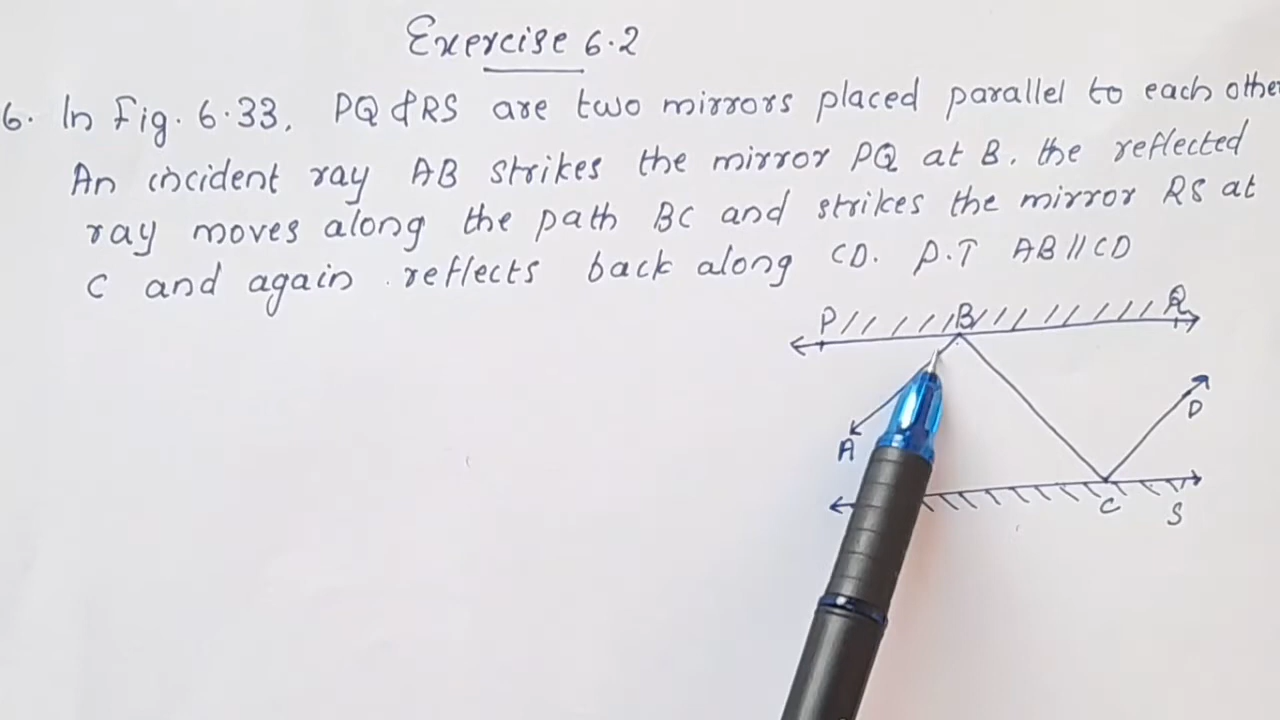 Exercise 6.2
6. In Fig. 6.33, PQ & RS are two mirrors placed parallel to each other
An incident ray AB strikes the mirror PQ at B. the reflected
ray moves along the path BC and strikes the mirror RS at
C and again reflects back along CD. P.T AB // CD
P B Q
D
A
C S